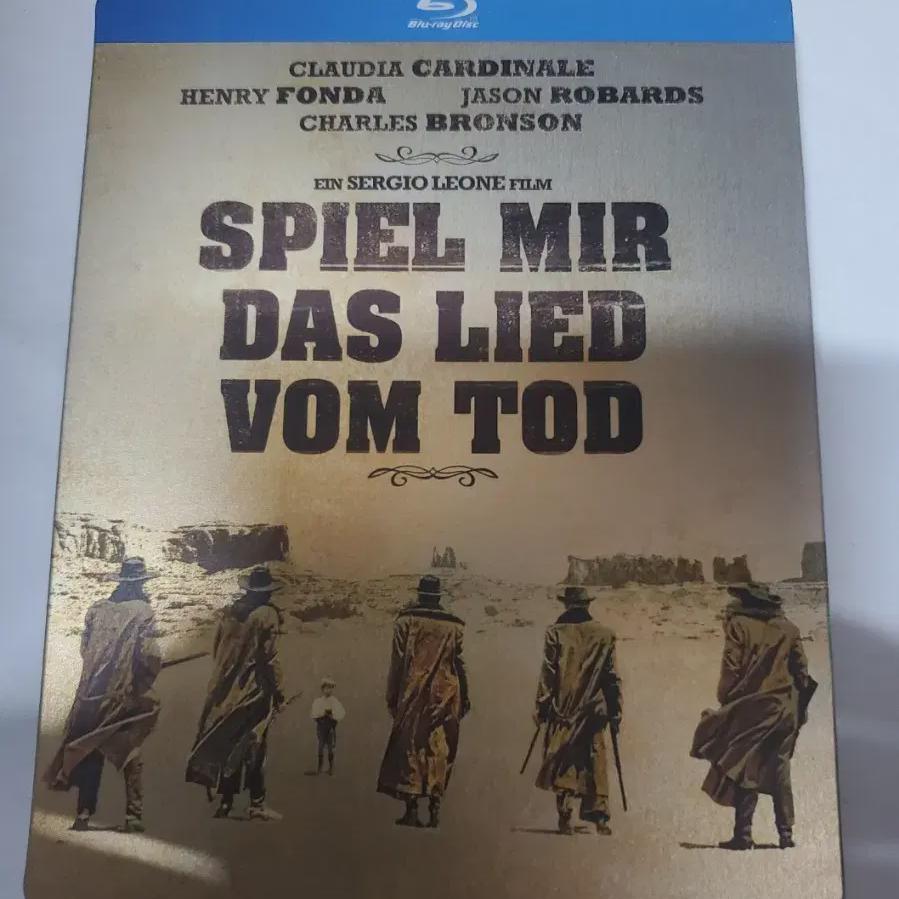 Blu-ray Disc
CLAUDIA CARDINALE
HENRY FONDA JASON ROBARDS
CHARLES BRONSON
EIN SERGIO LEONE FILM
SPIEL MIR
DAS LIED
VOM TOD